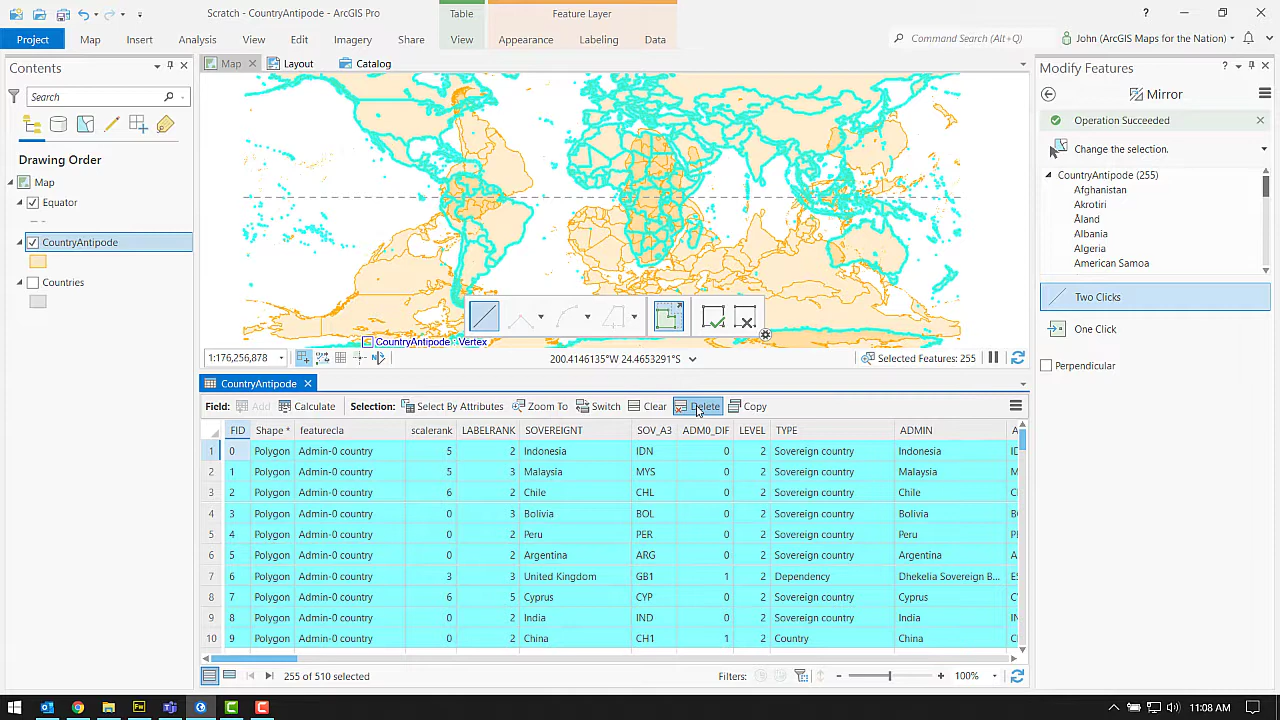 Scratch - CountryAntipode - ArcGIS Pro
Table
Feature Layer
Project
Map
Insert
Analysis
View
Edit
Imagery
Share
View
Appearance
Labeling
Data
Command Search (Alt+Q)
John (ArcGIS Maps for the Nation)
Contents
Search
Drawing Order
Map
Equator
CountryAntipode
Countries
Map
Layout
Catalog
CountryAntipode : Vertex
1:176,256,878
200.4146135°W 24.4653291°S
Selected Features: 255
Modify Features
Mirror
Operation Succeeded
Change the selection.
CountryAntipode (255)
Afghanistan
Akrotiri
Åland
Albania
Algeria
American Samoa
Two Clicks
One Click
Perpendicular
CountryAntipode
Field: Add Calculate Selection: Select By Attributes Zoom To Switch Clear Delete Copy
FID Shape * featurecla scalerank LABELRANK SOVEREIGNT SOV_A3 ADM0_DIF LEVEL TYPE ADMIN A
1 0 Polygon Admin-0 country 5 2 Indonesia IDN 0 2 Sovereign country Indonesia I
2 1 Polygon Admin-0 country 5 3 Malaysia MYS 0 2 Sovereign country Malaysia M
3 2 Polygon Admin-0 country 6 2 Chile CHL 0 2 Sovereign country Chile C
4 3 Polygon Admin-0 country 0 3 Bolivia BOL 0 2 Sovereign country Bolivia B
5 4 Polygon Admin-0 country 0 2 Peru PER 0 2 Sovereign country Peru P
6 5 Polygon Admin-0 country 0 2 Argentina ARG 0 2 Sovereign country Argentina A
7 6 Polygon Admin-0 country 3 3 United Kingdom GB1 1 2 Dependency Dhekelia Sovereign B... E
8 7 Polygon Admin-0 country 6 5 Cyprus CYP 0 2 Sovereign country Cyprus C
9 8 Polygon Admin-0 country 0 2 India IND 0 2 Sovereign country India I
10 9 Polygon Admin-0 country 0 2 China CH1 1 2 Country China C
255 of 510 selected
Filters:
100%
11:08 AM